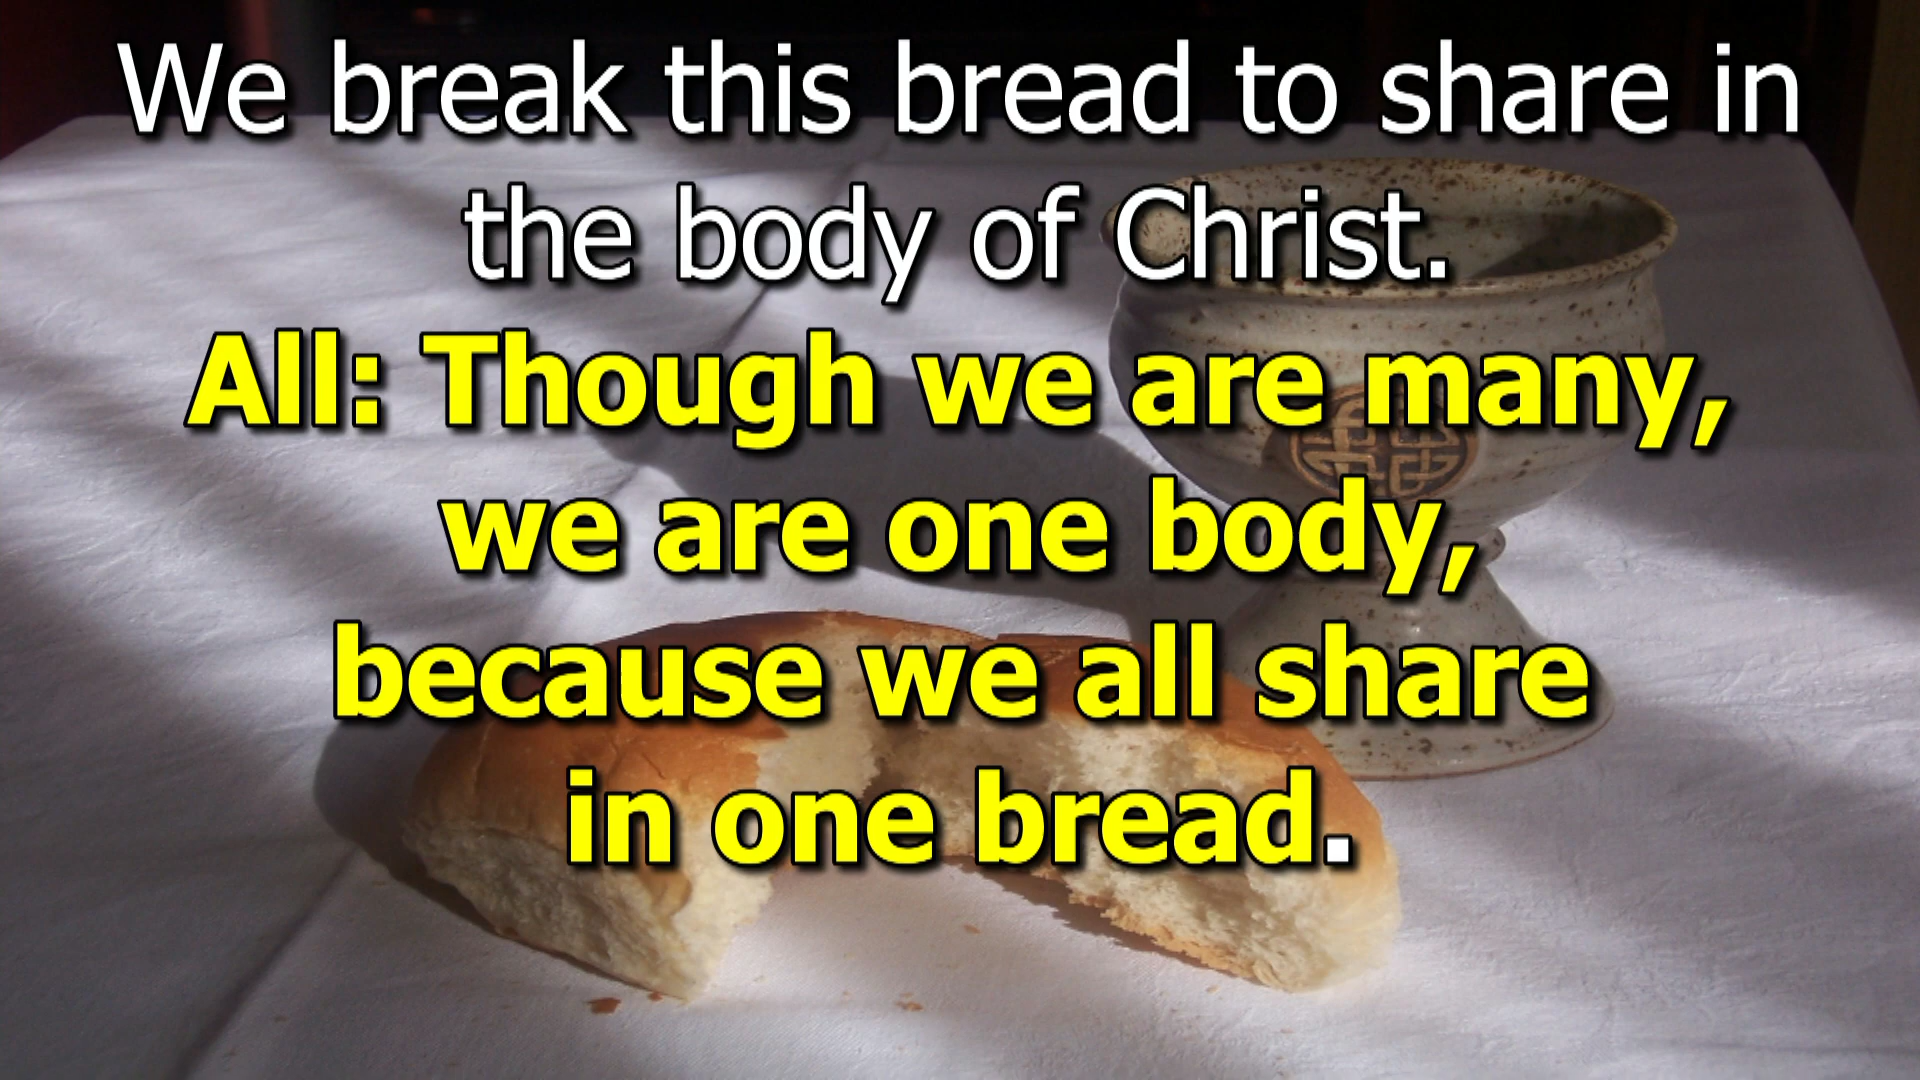 We break this bread to share in
the body of Christ.
All: Though we are many,
we are one body,
because we all share
in one bread.